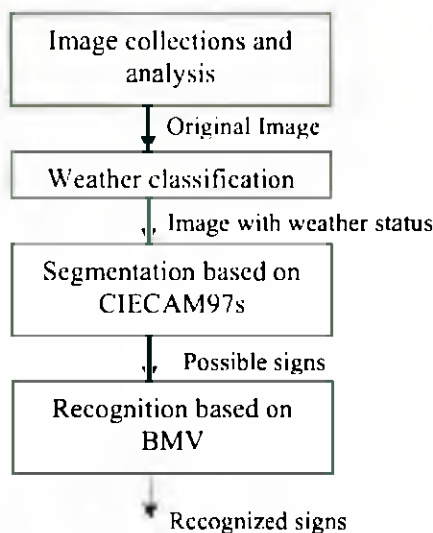 Image collections and
analysis
Original Image
Weather classification
Image with weather status
Segmentation based on
CIECAM97s
Possible signs
Recognition based on
BMV
Recognized signs